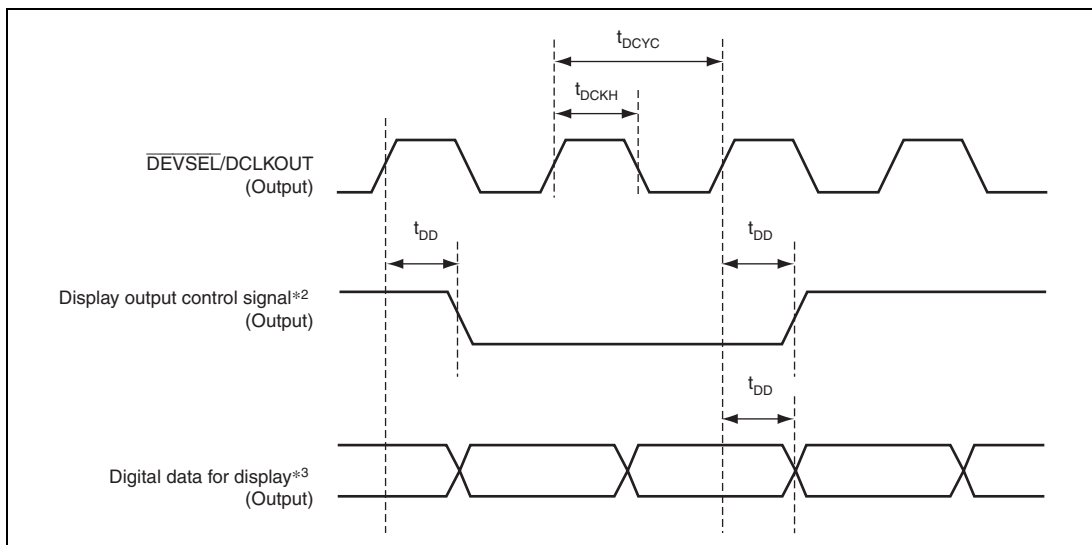 tDCYC
tDCKH
DEVSEL/DCLKOUT
(Output)
tDD
tDD
Display output control signal*2
(Output)
tDD
Digital data for display*3
(Output)